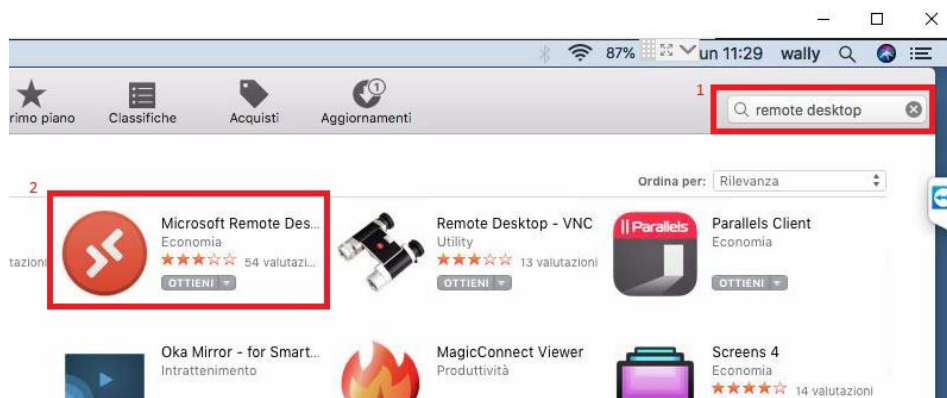 87% un 11:29 wally
1
remote desktop
rimo piano Classifiche Acquisti Aggiornamenti
1
2
Ordina per: Rilevanza
Microsoft Remote Des...
Economia
54 valutazi...
OTTIENI
tazioni
Remote Desktop - VNC
Utility
13 valutazioni
OTTIENI
|| Parallels
Parallels Client
Economia
OTTIENI
Oka Mirror - for Smart...
Intrattenimento
MagicConnect Viewer
Produttività
Screens 4
Economia
14 valutazioni